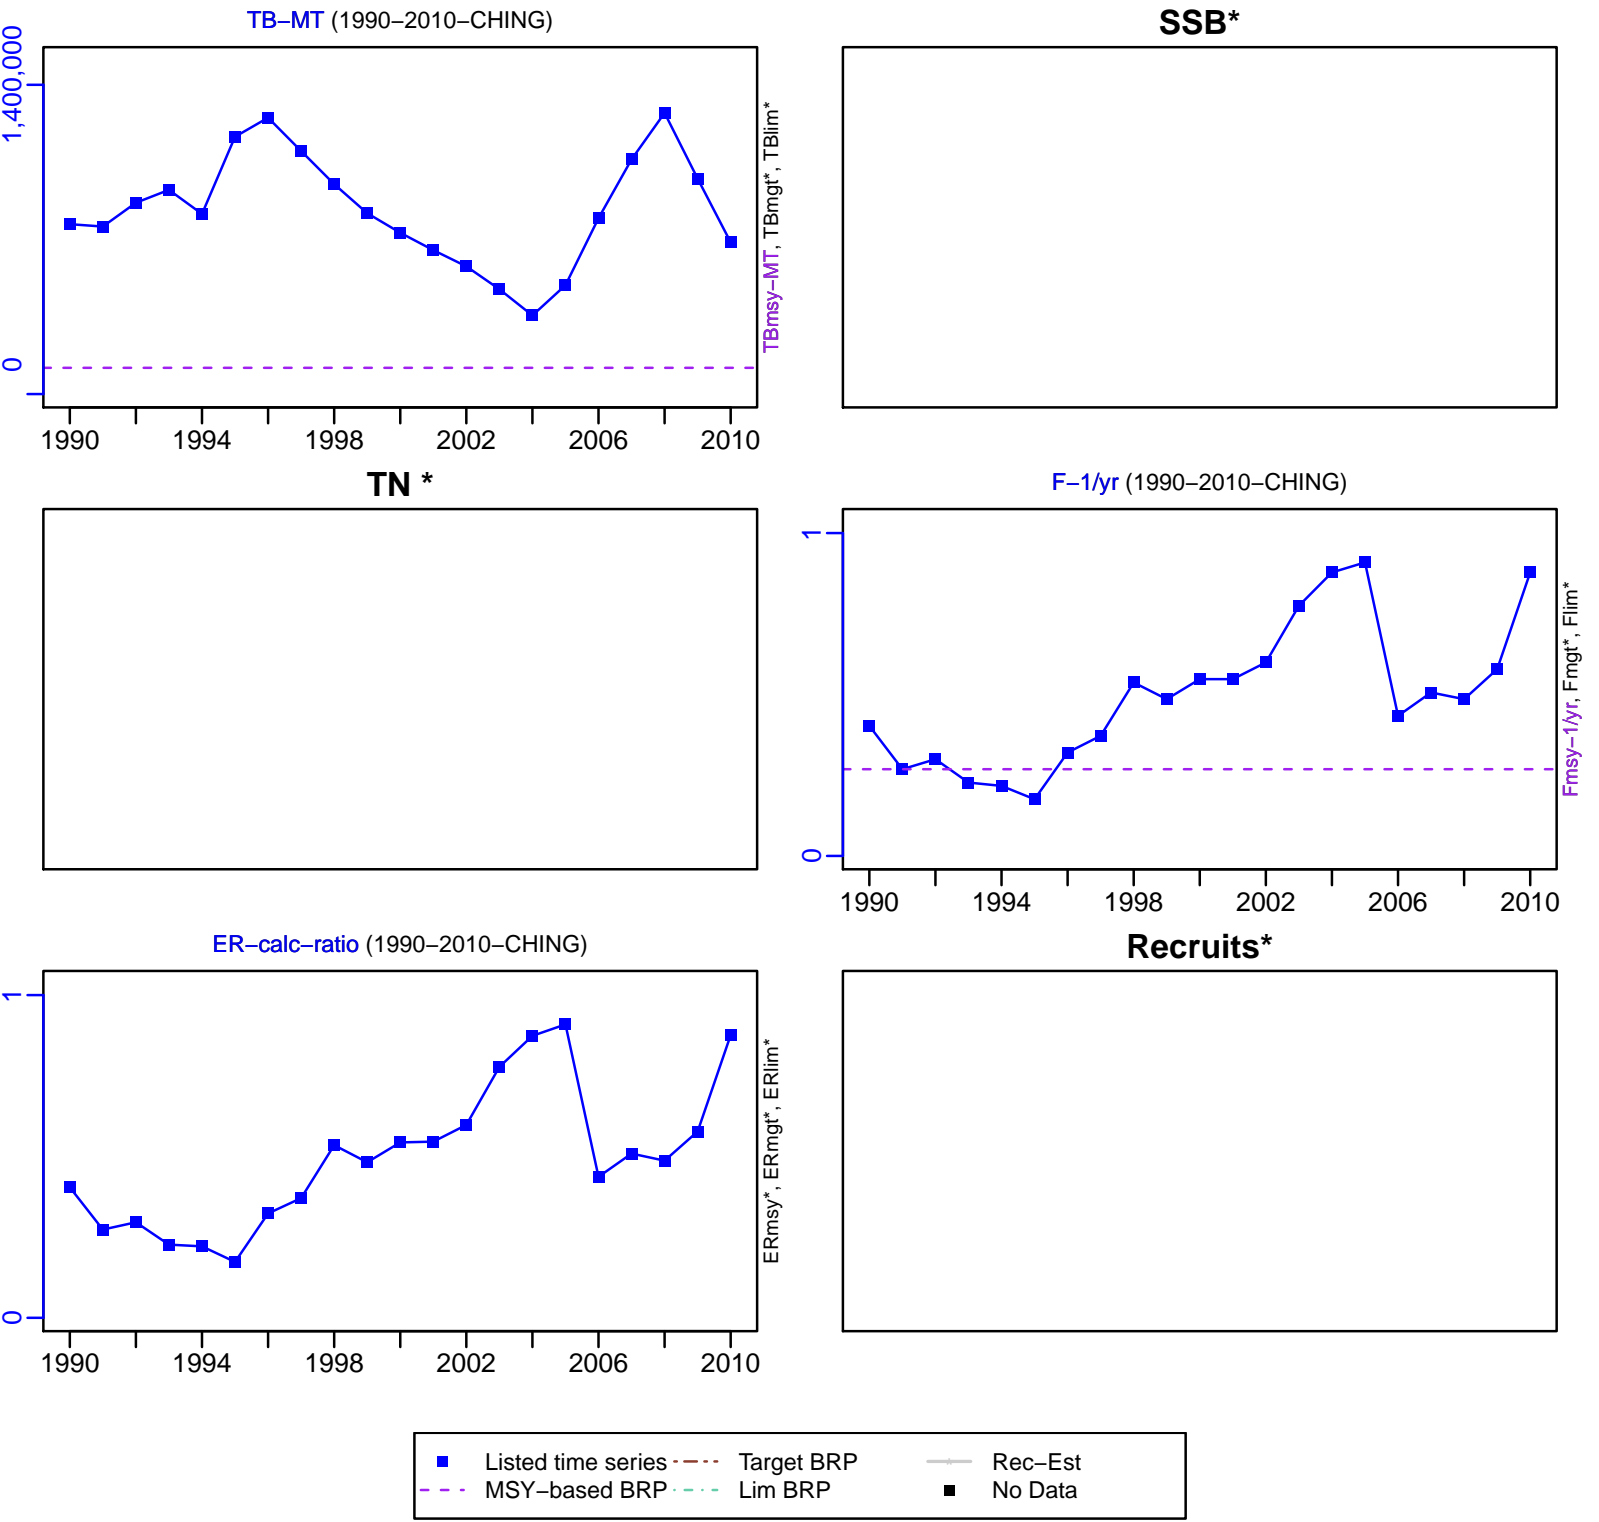 TB−MT (1990−2010−CHING)
1,400,000
0
TBmsy−MT, TBmgt*, TBlim*
1990 1994 1998 2002 2006 2010
SSB*
TN *
F−1/yr (1990−2010−CHING)
1
0
Fmsy−1/yr, Fmgt*, Flim*
1990 1994 1998 2002 2006 2010
ER−calc−ratio (1990−2010−CHING)
1
0
ERmsy*, ERmgt*, ERlim*
1990 1994 1998 2002 2006 2010
Recruits*
Listed time series Target BRP Rec−Est
MSY−based BRP Lim BRP No Data